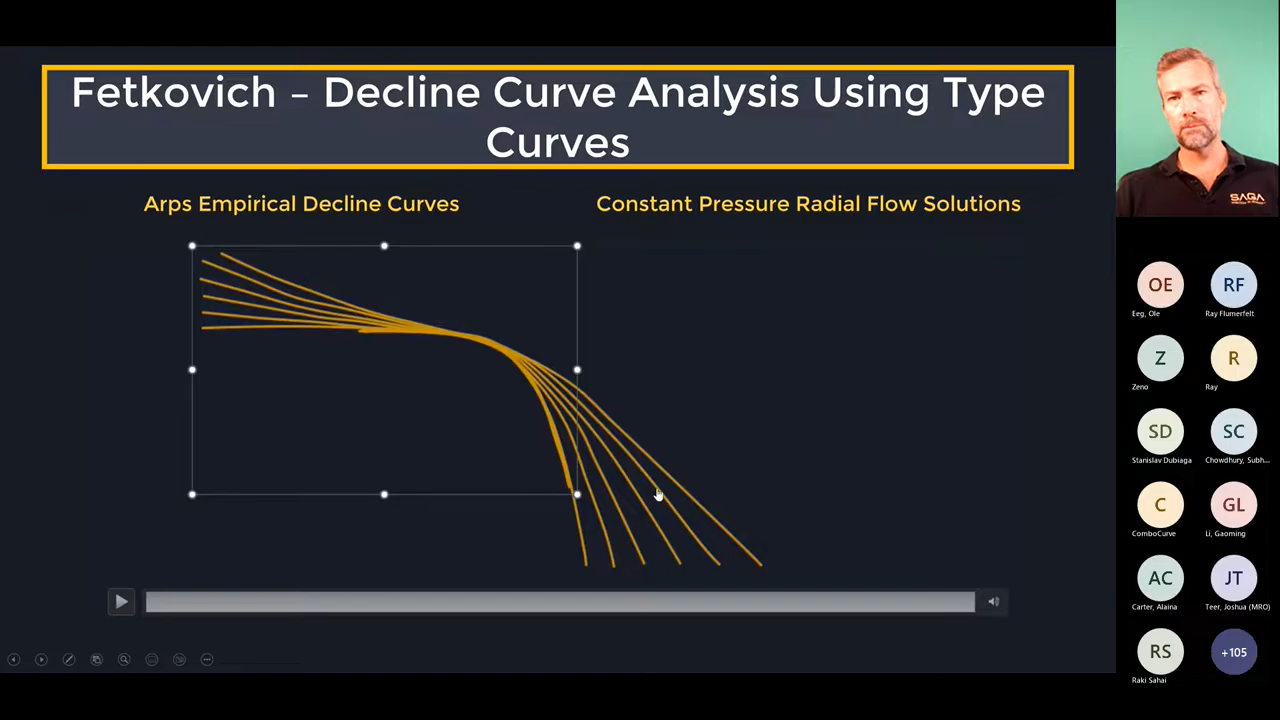 Fetkovich – Decline Curve Analysis Using Type
Curves
Arps Empirical Decline Curves
Constant Pressure Radial Flow Solutions
SAGA
OE
RF
Eeg, Ole
Ray Flumerfelt
Z
R
Zeno
Ray
SD
SC
Stanislav Dubiaga
Chowdhury, Subh...
C
GL
ComboCurve
Li, Gaoming
AC
JT
Carter, Alaina
Teer, Joshua (MRO)
RS
+105
Raki Sahai